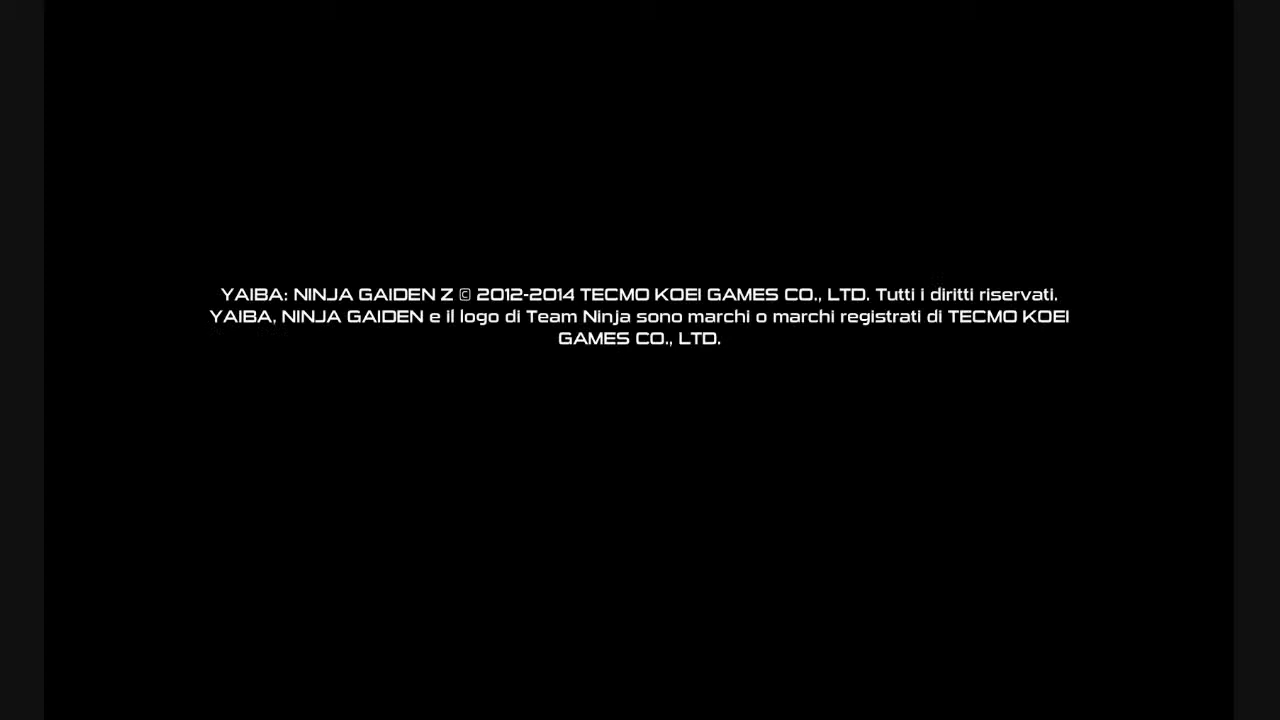 YAIBA: NINJA GAIDEN Z © 2012-2014 TECMO KOEI GAMES CO., LTD. Tutti i diritti riservati.
YAIBA, NINJA GAIDEN e il logo di Team Ninja sono marchi o marchi registrati di TECMO KOEI
GAMES CO., LTD.